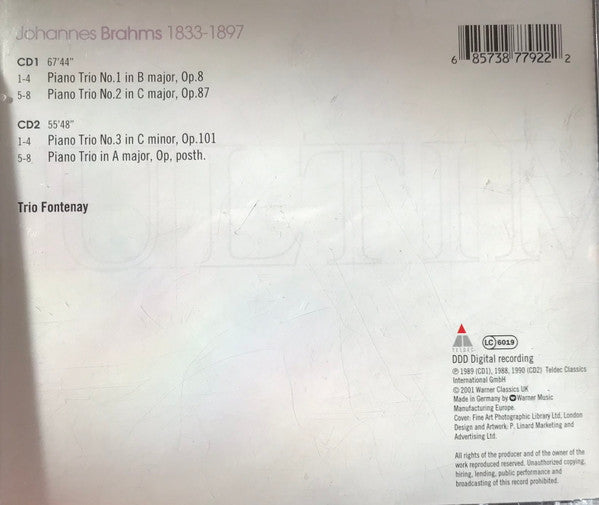 Johannes Brahms 1833-1897
CD1 67'44"
1-4 Piano Trio No.1 in B major, Op.8
5-8 Piano Trio No.2 in C major, Op.87
CD2 55'48"
1-4 Piano Trio No.3 in C minor, Op.101
5-8 Piano Trio in A major, Op, posth.
Trio Fontenay
6 85738 77922 2
ULTIM
TELDEC
LC 6019
DDD Digital recording
℗ 1989 (CD1), 1988, 1990 (CD2) Teldec Classics
International GmbH
© 2001 Warner Classics UK
Made in Germany by Warner Music
Manufacturing Europe.
Cover: Fine Art Photographic Library Ltd, London
Design and Artwork: P. Linard Marketing and
Advertising Ltd.
All rights of the producer and of the owner of the
work reproduced reserved. Unauthorized copying,
hiring, lending, public performance and
broadcasting of this record prohibited.